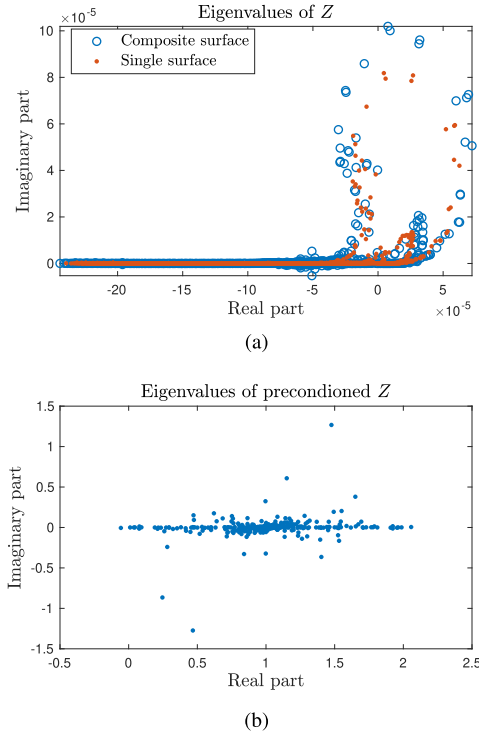 Eigenvalues of Z
×10⁻⁵
10
8
6
4
2
0
Imaginary part
Composite surface
Single surface
-20 -15 -10 -5 0 5
Real part
×10⁻⁵
(a)
Eigenvalues of precondioned Z
1.5
1
0.5
0
-0.5
-1
-1.5
Imaginary part
-0.5 0 0.5 1 1.5 2 2.5
Real part
(b)